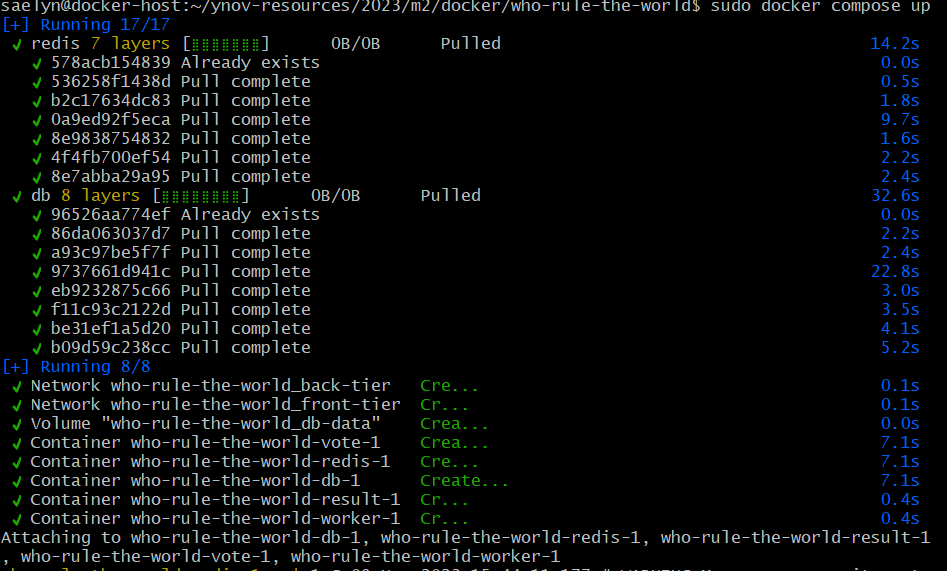 saelyn@docker-host:~/ynov-resources/2023/m2/docker/who-rule-the-world$ sudo docker compose up
[+] Running 17/17
✔ redis 7 layers [⣿⣿⣿⣿⣿⣿⣿] 0B/0B Pulled 14.2s
✔ 578acb154839 Already exists 0.0s
✔ 536258f1438d Pull complete 0.5s
✔ b2c17634dc83 Pull complete 1.8s
✔ 0a9ed92f5eca Pull complete 9.7s
✔ 8e9838754832 Pull complete 1.6s
✔ 4f4fb700ef54 Pull complete 2.2s
✔ 8e7abba29a95 Pull complete 2.4s
✔ db 8 layers [⣿⣿⣿⣿⣿⣿⣿⣿] 0B/0B Pulled 32.6s
✔ 96526aa774ef Already exists 0.0s
✔ 86da063037d7 Pull complete 2.2s
✔ a93c97be5f7f Pull complete 2.4s
✔ 9737661d941c Pull complete 22.8s
✔ eb9232875c66 Pull complete 3.0s
✔ f11c93c2122d Pull complete 3.5s
✔ be31ef1a5d20 Pull complete 4.1s
✔ b09d59c238cc Pull complete 5.2s
[+] Running 8/8
✔ Network who-rule-the-world_back-tier Cre... 0.1s
✔ Network who-rule-the-world_front-tier Cr... 0.1s
✔ Volume "who-rule-the-world_db-data" Crea... 0.0s
✔ Container who-rule-the-world-vote-1 Crea... 7.1s
✔ Container who-rule-the-world-redis-1 Cre... 7.1s
✔ Container who-rule-the-world-db-1 Create... 7.1s
✔ Container who-rule-the-world-result-1 Cr... 0.4s
✔ Container who-rule-the-world-worker-1 Cr... 0.4s
Attaching to who-rule-the-world-db-1, who-rule-the-world-redis-1, who-rule-the-world-result-1
, who-rule-the-world-vote-1, who-rule-the-world-worker-1